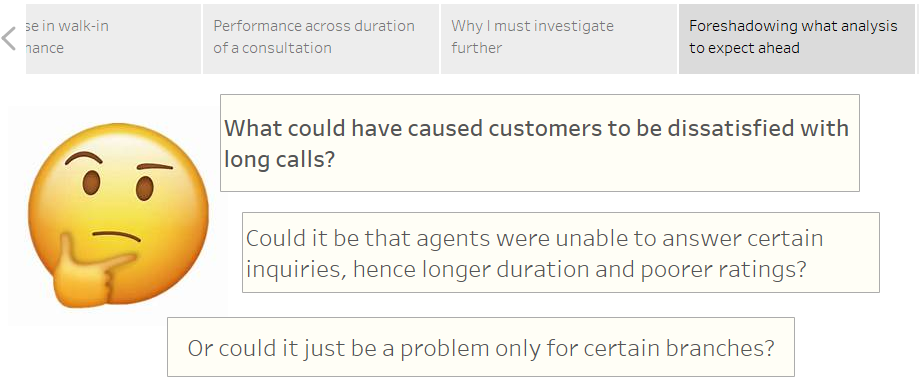 se in walk-in
Performance across duration
of a consultation
Why I must investigate
further
Foreshadowing what analysis
to expect ahead
What could have caused customers to be dissatisfied with
long calls?
Could it be that agents were unable to answer certain
inquiries, hence longer duration and poorer ratings?
Or could it just be a problem only for certain branches?